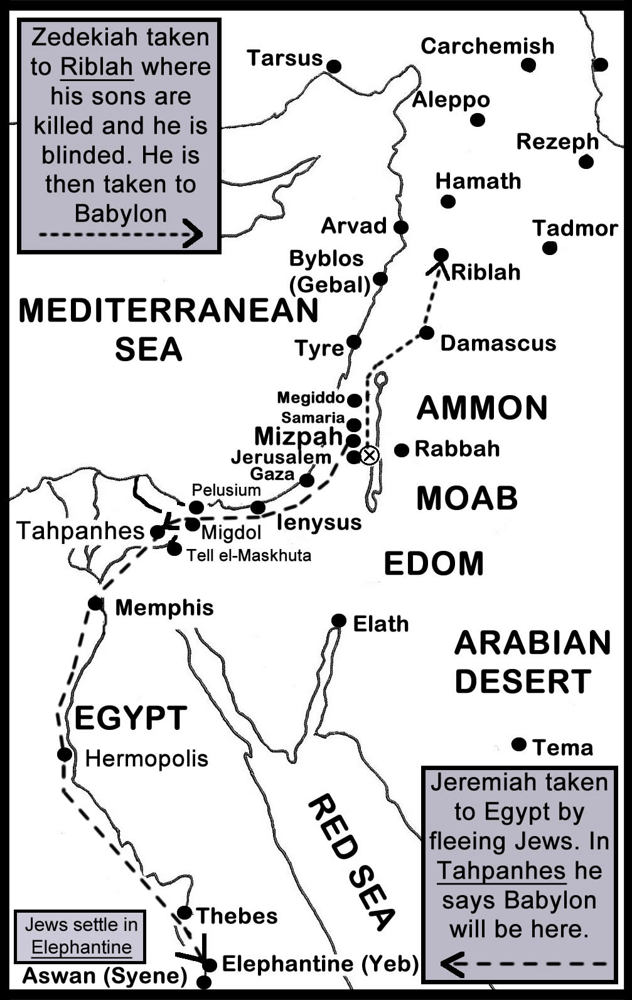 Zedekiah taken
to Riblah where
his sons are
killed and he is
blinded. He is
then taken to
Babylon
Tarsus
Carchemish
Aleppo
Rezeph
Hamath
Arvad
Tadmor
Byblos
(Gebal)
Riblah
MEDITERRANEAN
SEA
Tyre
Damascus
Megiddo
Samaria
Mizpah
Jerusalem
Gaza
AMMON
Rabbah
MOAB
Pelusium
Ienysus
Tahpanhes
Migdol
Tell el-Maskhuta
EDOM
Memphis
Elath
ARABIAN
DESERT
EGYPT
Hermopolis
Tema
RED SEA
Jeremiah taken
to Egypt by
fleeing Jews. In
Tahpanhes he
says Babylon
will be here.
Thebes
Jews settle in
Elephantine
Elephantine (Yeb)
Aswan (Syene)